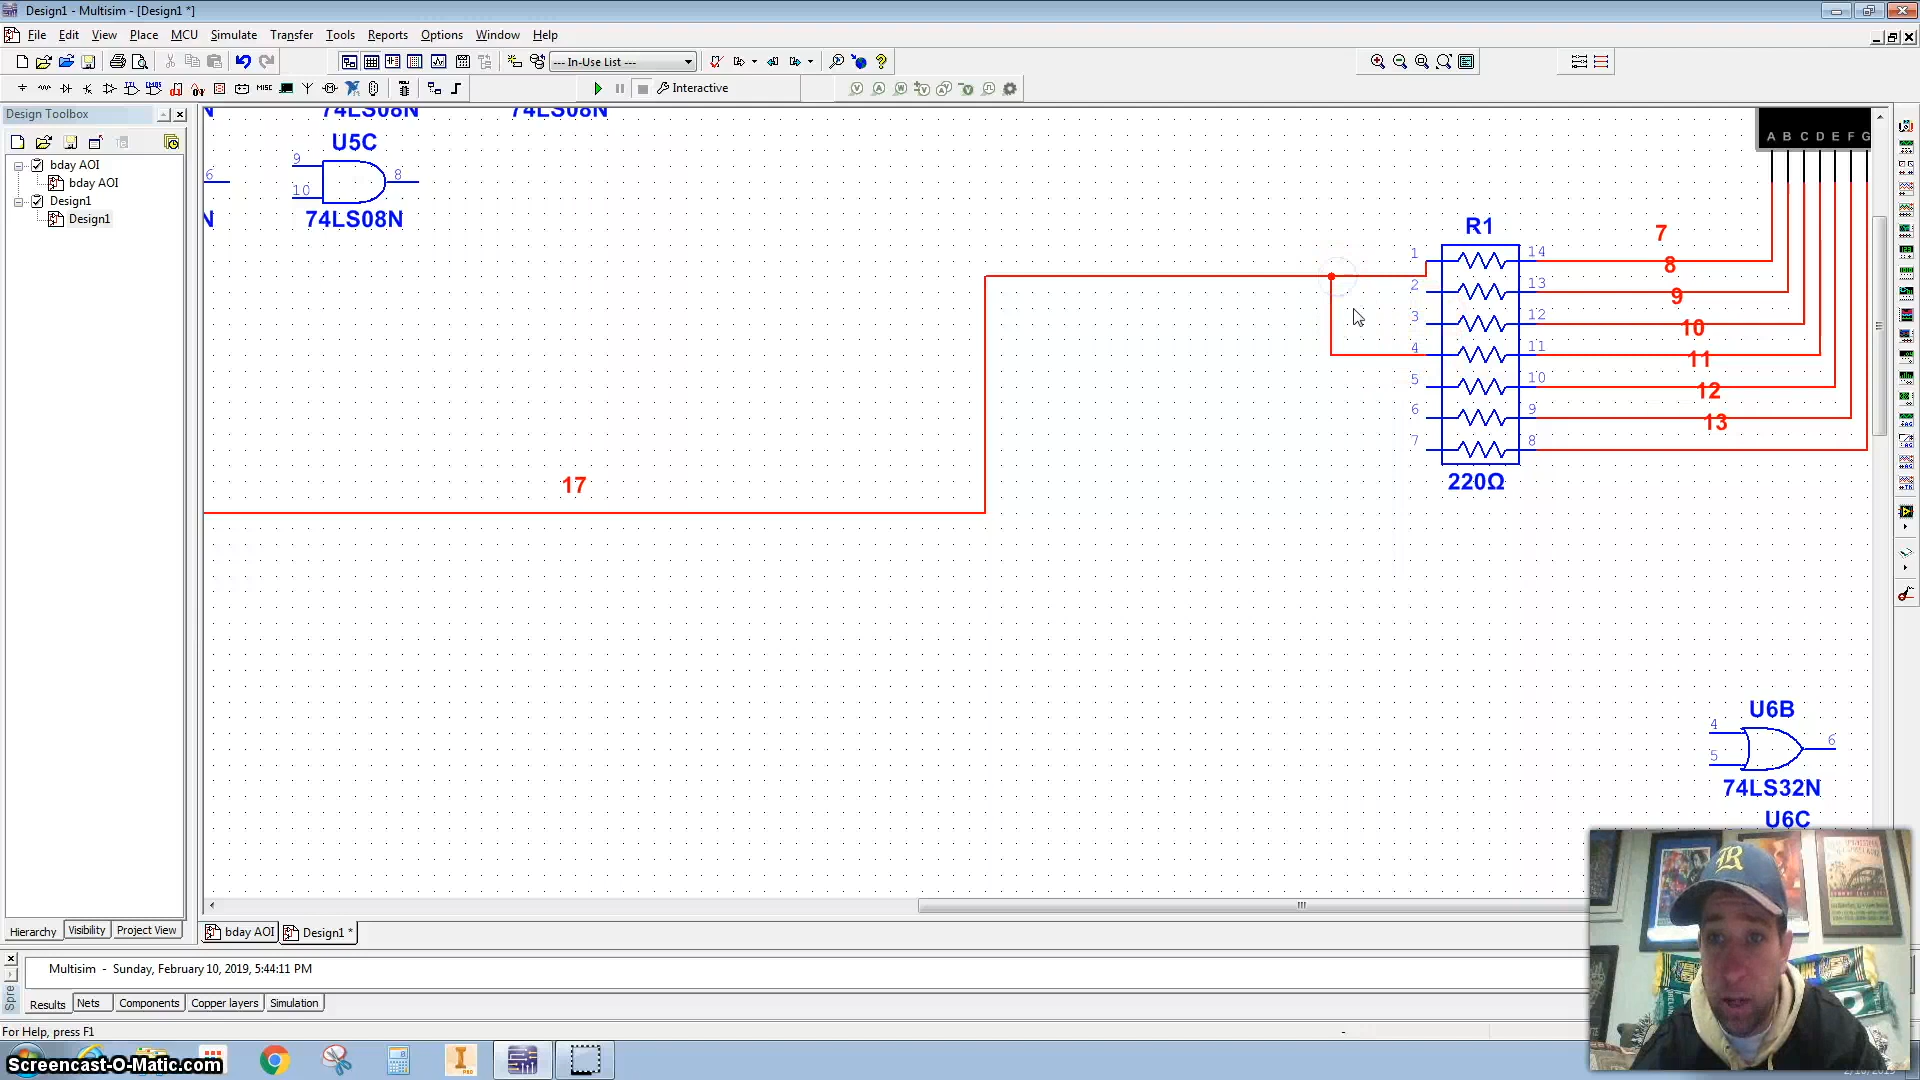 Design1 - Multisim - [Design1 *]
File Edit View Place MCU Simulate Transfer Tools Reports Options Window Help
--- In-Use List ---
MISC
Interactive
Design Toolbox
bday AOI
bday AOI
Design1
Design1
74LS08N
74LS08N
U5C
9
10
8
6
74LS08N
N
A B C D E F G
R1
1
2
3
4
5
6
7
14
13
12
11
10
9
8
220Ω
7
8
9
10
11
12
13
17
U6B
4
5
6
74LS32N
U6C
Hierarchy Visibility Project View
bday AOI Design1 *
Multisim - Sunday, February 10, 2019, 5:44:11 PM
Spre
Results Nets Components Copper layers Simulation
For Help, press F1
Screencast-O-Matic.com